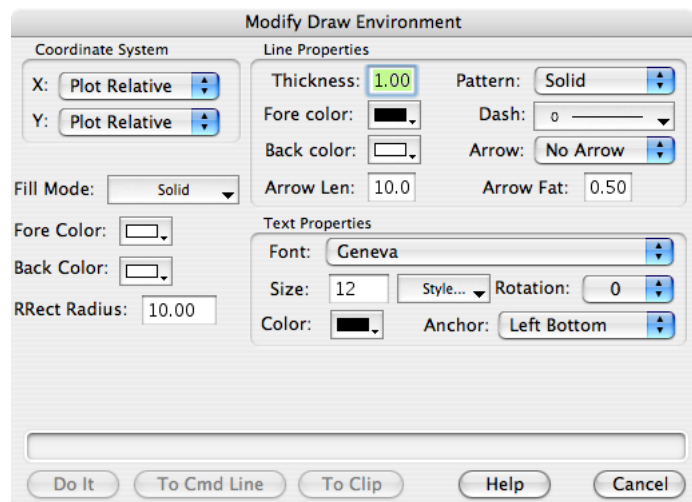 Modify Draw Environment
Coordinate System
X: Plot Relative
Y: Plot Relative
Fill Mode: Solid
Fore Color:
Back Color:
RRect Radius: 10.00
Line Properties
Thickness: 1.00 Pattern: Solid
Fore color: Dash: 0
Back color: Arrow: No Arrow
Arrow Len: 10.0 Arrow Fat: 0.50
Text Properties
Font: Geneva
Size: 12 Style... Rotation: 0
Color: Anchor: Left Bottom
Do It To Cmd Line To Clip Help Cancel